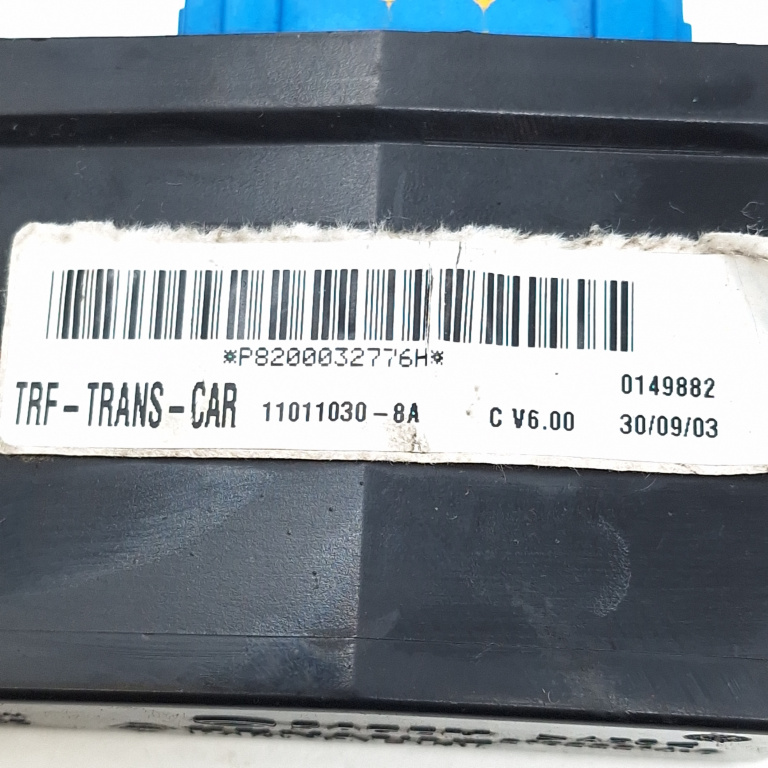 *P8200032776H*
0149882
TRF-TRANS-CAR 11011030-8A C V6.00 30/09/03